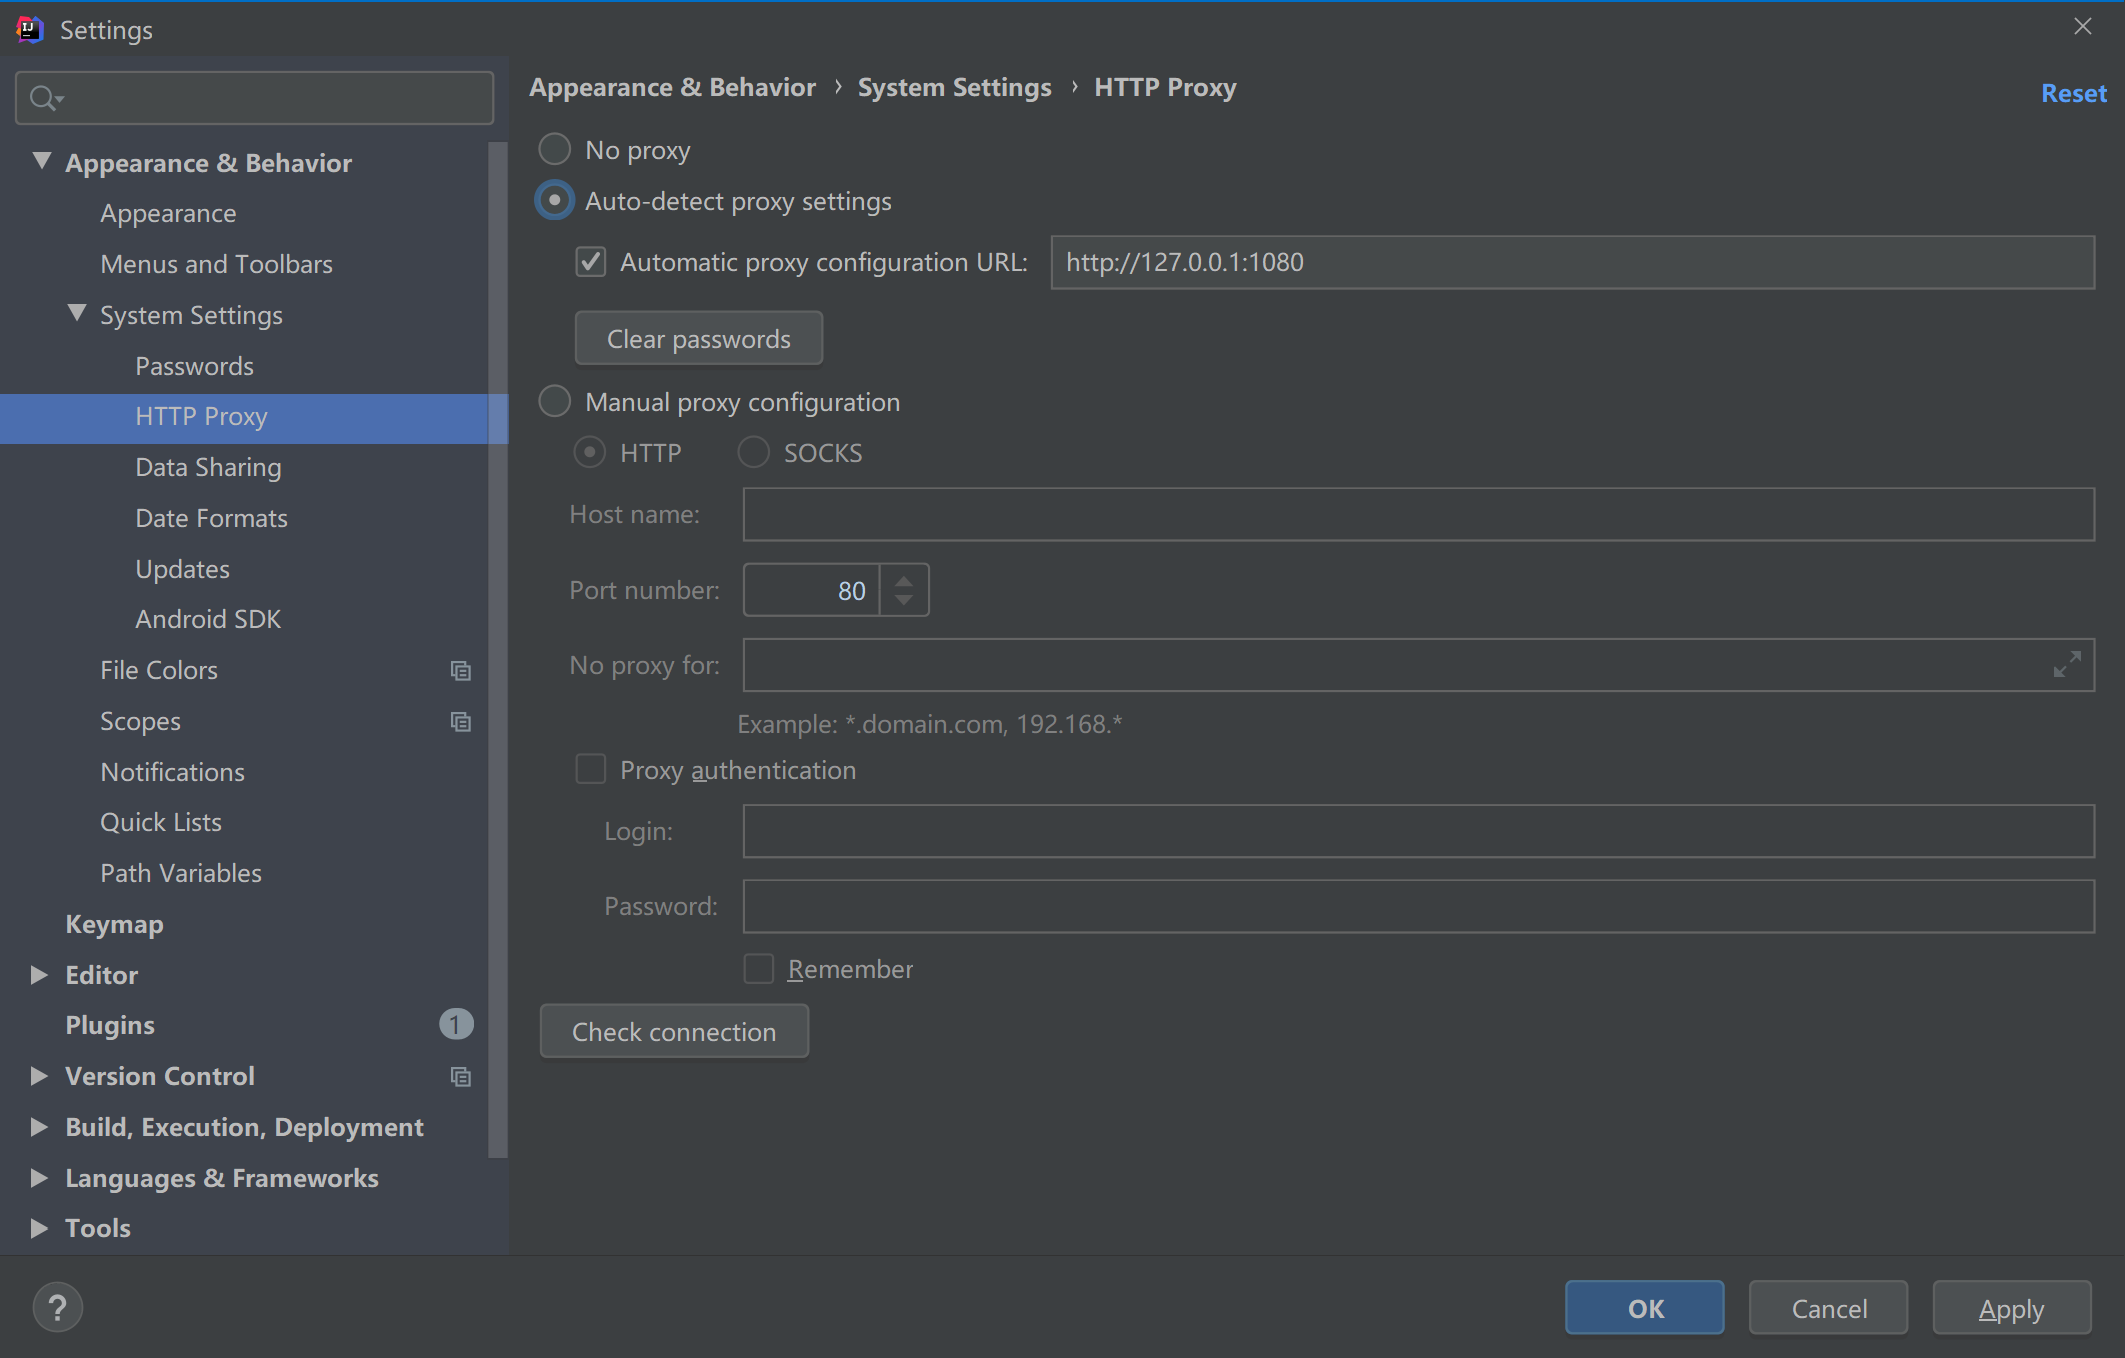 IJ
Settings
Appearance & Behavior
Appearance
Menus and Toolbars
System Settings
Passwords
HTTP Proxy
Data Sharing
Date Formats
Updates
Android SDK
File Colors
Scopes
Notifications
Quick Lists
Path Variables
Keymap
Editor
Plugins 1
Version Control
Build, Execution, Deployment
Languages & Frameworks
Tools
Appearance & Behavior › System Settings › HTTP Proxy
Reset
No proxy
Auto-detect proxy settings
Automatic proxy configuration URL: http://127.0.0.1:1080
Clear passwords
Manual proxy configuration
HTTP SOCKS
Host name:
Port number: 80
No proxy for:
Example: *.domain.com, 192.168.*
Proxy authentication
Login:
Password:
Remember
Check connection
?
OK Cancel Apply